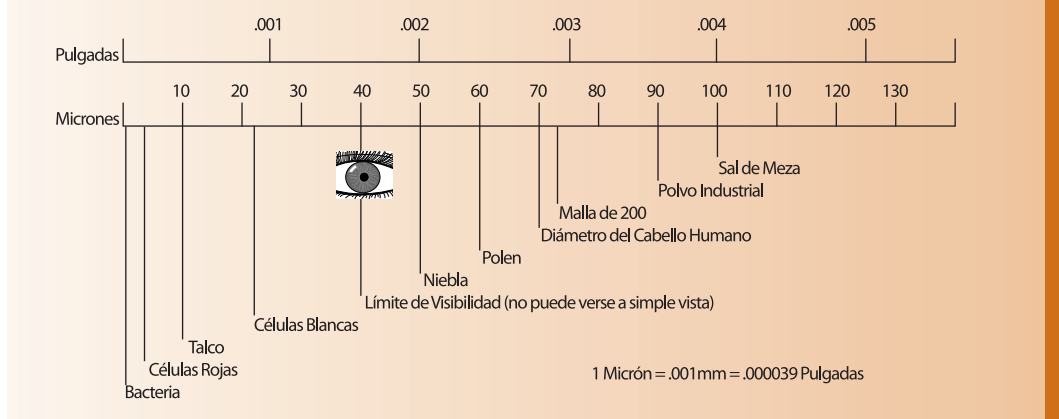 .001 .002 .003 .004 .005
Pulgadas
10 20 30 40 50 60 70 80 90 100 110 120 130
Micrones
Sal de Meza
Polvo Industrial
Malla de 200
Diámetro del Cabello Humano
Polen
Niebla
Límite de Visibilidad (no puede verse a simple vista)
Células Blancas
Talco
Células Rojas
1 Micrón = .001mm = .000039 Pulgadas
Bacteria